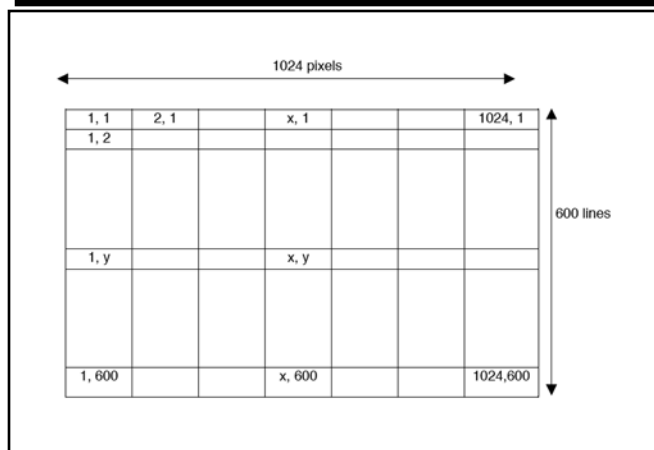 1024 pixels
1, 1 2, 1 x, 1 1024, 1
1, 2
600 lines
1, y x, y
1, 600 x, 600 1024,600